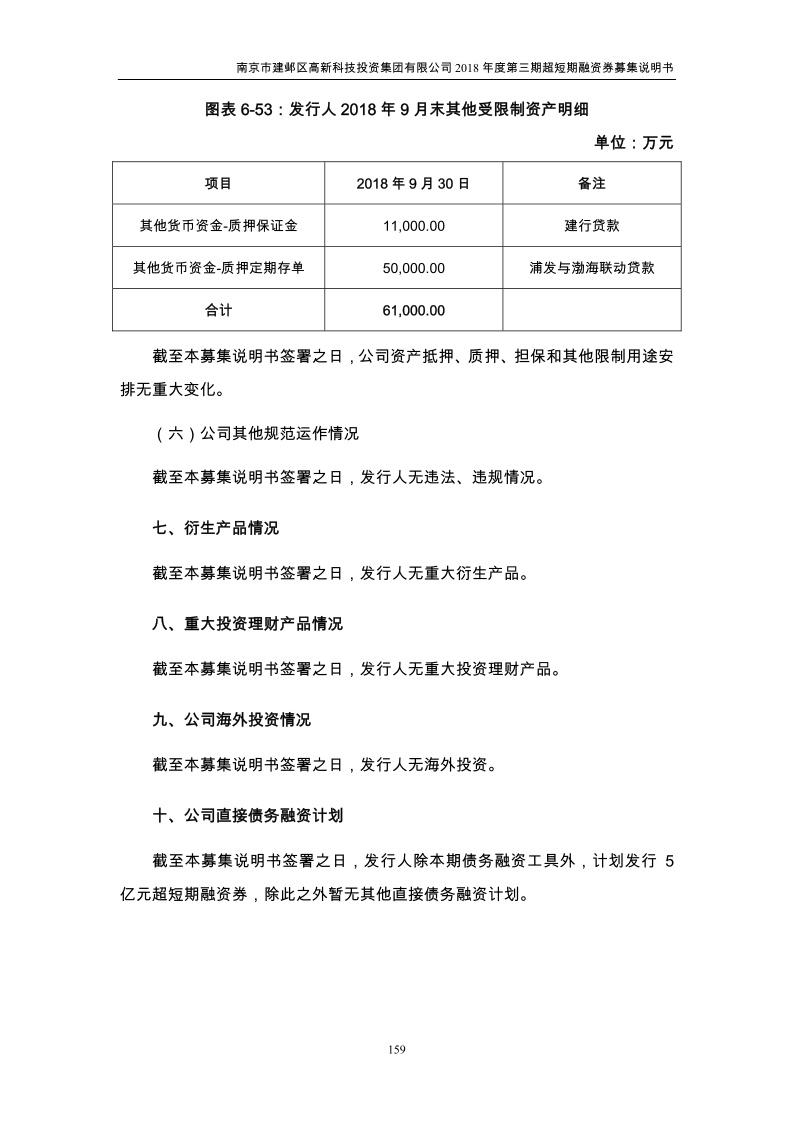 南京市建邺区高新科技投资集团有限公司 2018 年度第三期超短期融资券募集说明书
图表 6-53：发行人 2018 年 9 月末其他受限制资产明细
单位：万元
项目 2018 年 9 月 30 日 备注
其他货币资金-质押保证金 11,000.00 建行贷款
其他货币资金-质押定期存单 50,000.00 浦发与渤海联动贷款
合计 61,000.00
截至本募集说明书签署之日，公司资产抵押、质押、担保和其他限制用途安
排无重大变化。
（六）公司其他规范运作情况
截至本募集说明书签署之日，发行人无违法、违规情况。
七、衍生产品情况
截至本募集说明书签署之日，发行人无重大衍生产品。
八、重大投资理财产品情况
截至本募集说明书签署之日，发行人无重大投资理财产品。
九、公司海外投资情况
截至本募集说明书签署之日，发行人无海外投资。
十、公司直接债务融资计划
截至本募集说明书签署之日，发行人除本期债务融资工具外，计划发行 5
亿元超短期融资券，除此之外暂无其他直接债务融资计划。
159